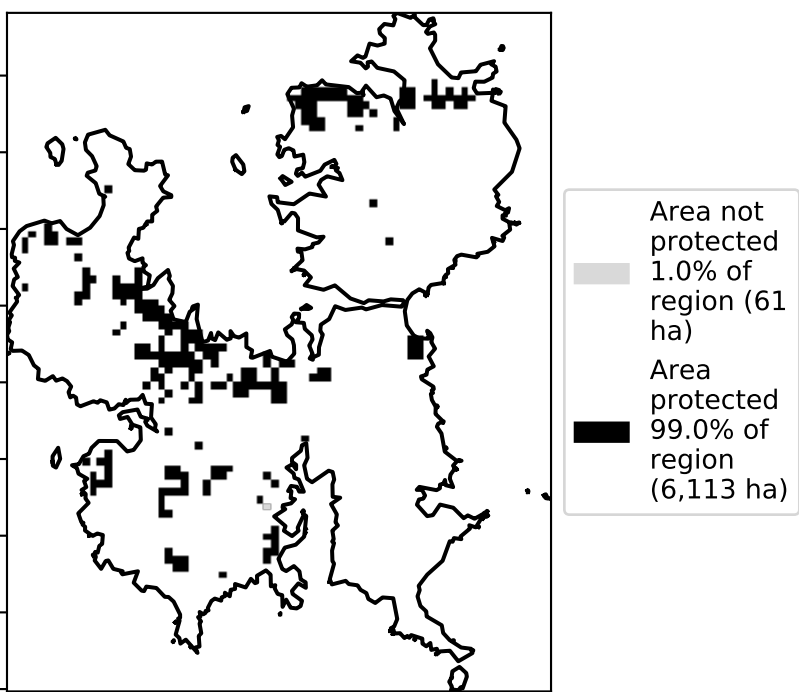 Area not
protected
1.0% of
region (61
ha)
Area
protected
99.0% of
region
(6,113 ha)